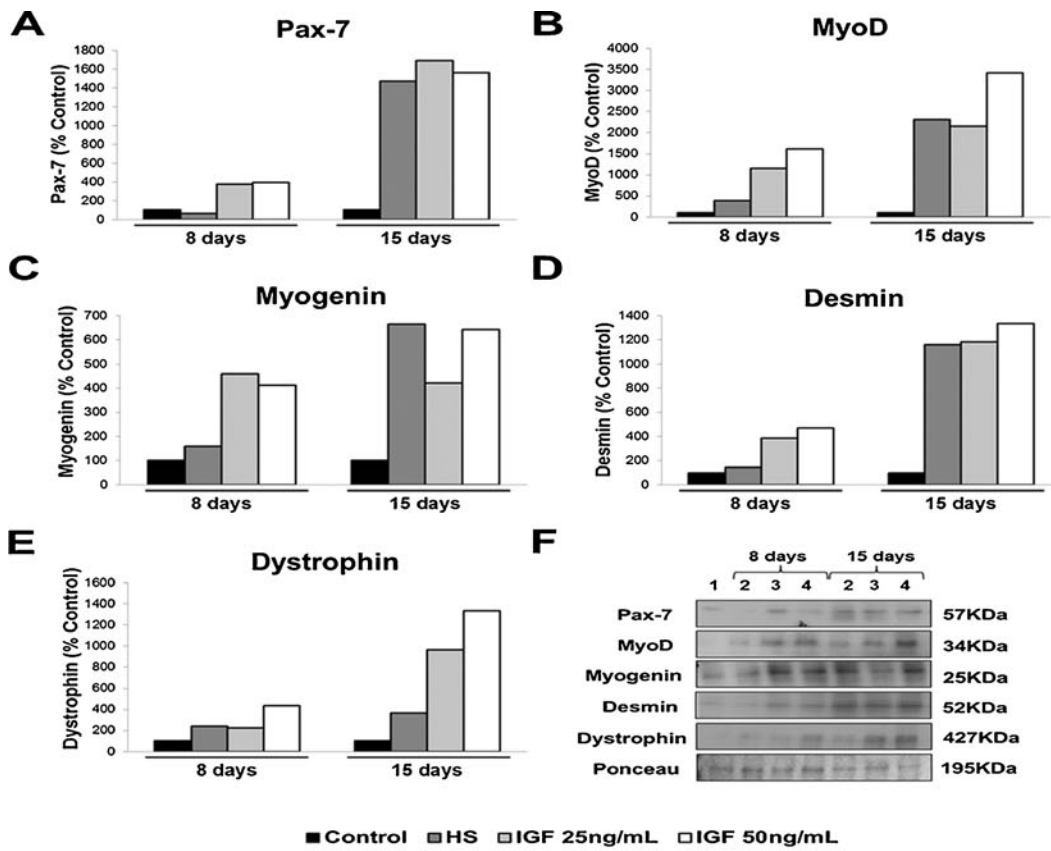 A
Pax-7
Pax-7 (% Control)
1800
1600
1400
1200
1000
800
600
400
200
0
8 days
15 days
B
MyoD
MyoD (% Control)
4000
3500
3000
2500
2000
1500
1000
500
0
8 days
15 days
C
Myogenin
Myogenin (% Control)
700
600
500
400
300
200
100
0
8 days
15 days
D
Desmin
Desmin (% Control)
1400
1200
1000
800
600
400
200
0
8 days
15 days
E
Dystrophin
Dystrophin (% Control)
1600
1400
1200
1000
800
600
400
200
0
8 days
15 days
F
8 days 15 days
1 2 3 4 2 3 4
Pax-7 57KDa
MyoD 34KDa
Myogenin 25KDa
Desmin 52KDa
Dystrophin 427KDa
Ponceau 195KDa
Control HS IGF 25ng/mL IGF 50ng/mL